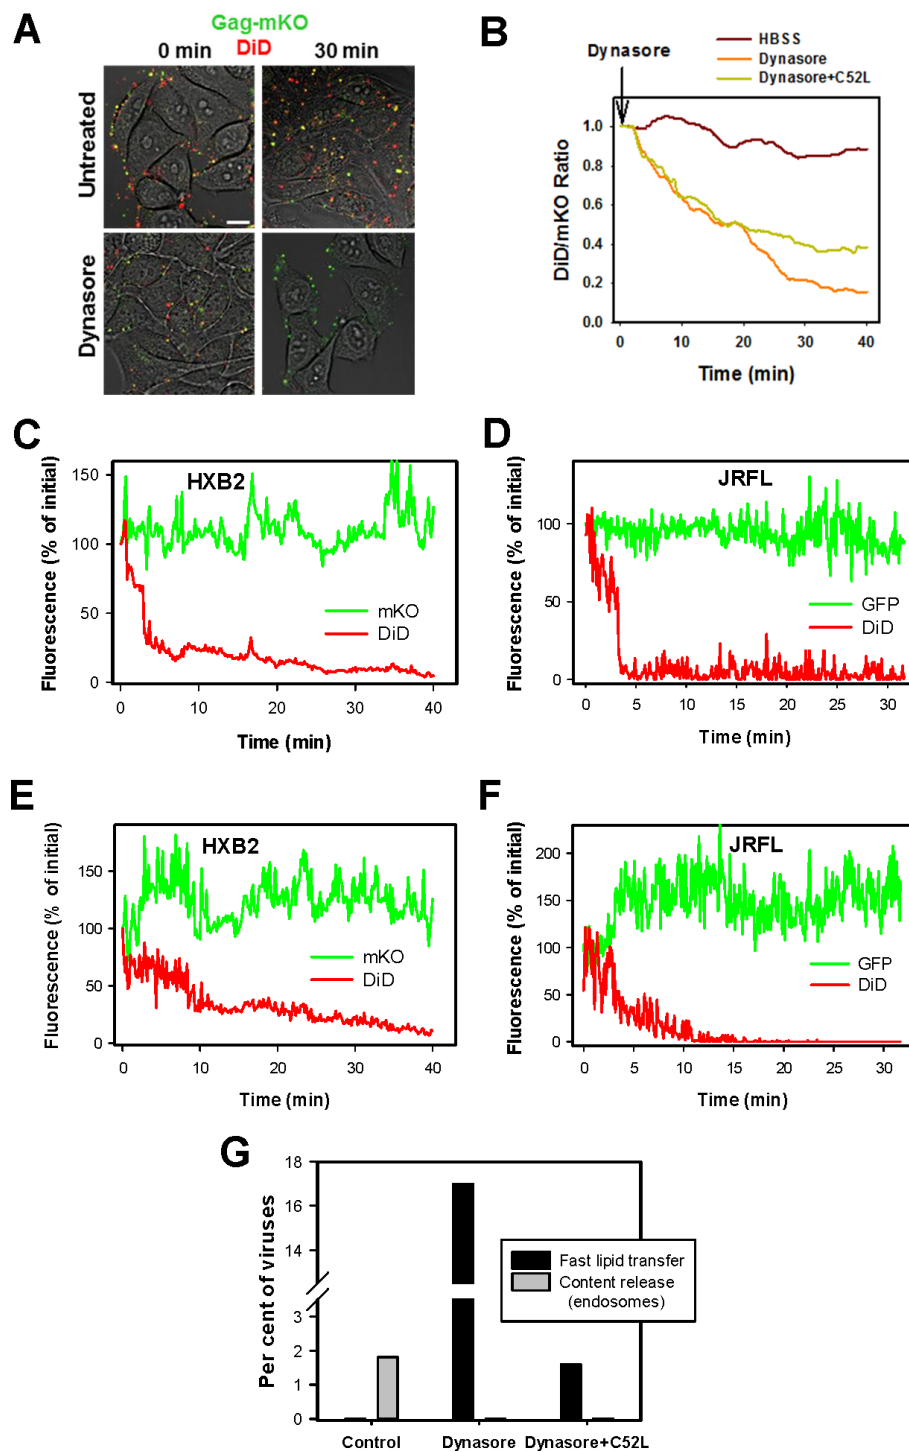 A
Gag-mKO
0 min DiD 30 min
Untreated
Dynasore
B
Dynasore
HBSS
Dynasore
Dynasore+C52L
DiD/mKO Ratio
1.0
0.8
0.6
0.4
0.2
0.0
0 10 20 30 40
Time (min)
C
HXB2
Fluorescence (% of initial)
150
100
50
0
mKO
DiD
0 10 20 30 40
Time (min)
D
JRFL
Fluorescence (% of initial)
100
50
0
GFP
DiD
0 5 10 15 20 25 30
Time (min)
E
HXB2
Fluorescence (% of initial)
150
100
50
0
mKO
DiD
0 10 20 30 40
Time (min)
F
JRFL
Fluorescence (% of initial)
200
150
100
50
0
GFP
DiD
0 5 10 15 20 25 30
Time (min)
G
Per cent of viruses
18
16
14
3
2
1
0
Fast lipid transfer
Content release
(endosomes)
Control Dynasore Dynasore+C52L